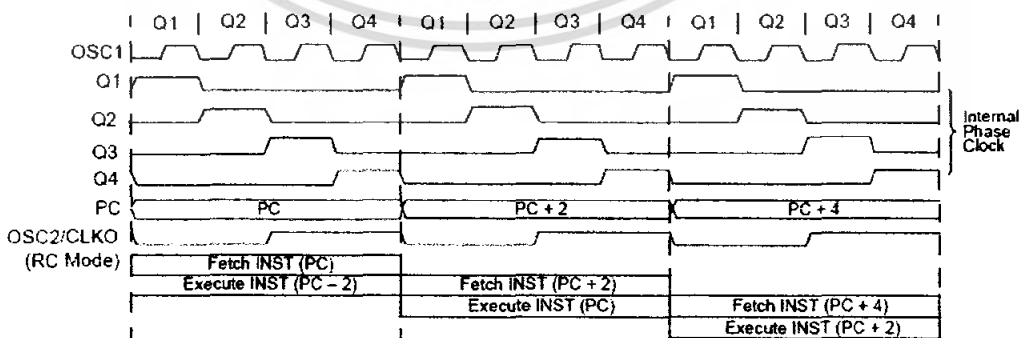 Q1 | Q2 | Q3 | Q4 | Q1 | Q2 | Q3 | Q4 | Q1 | Q2 | Q3 | Q4
OSC1
Q1
Q2
Q3
Q4
Internal
Phase
Clock
PC PC PC + 2 PC + 4
OSC2/CLKO
(RC Mode)
Fetch INST (PC)
Execute INST (PC – 2) Fetch INST (PC + 2)
Execute INST (PC) Fetch INST (PC + 4)
Execute INST (PC + 2)